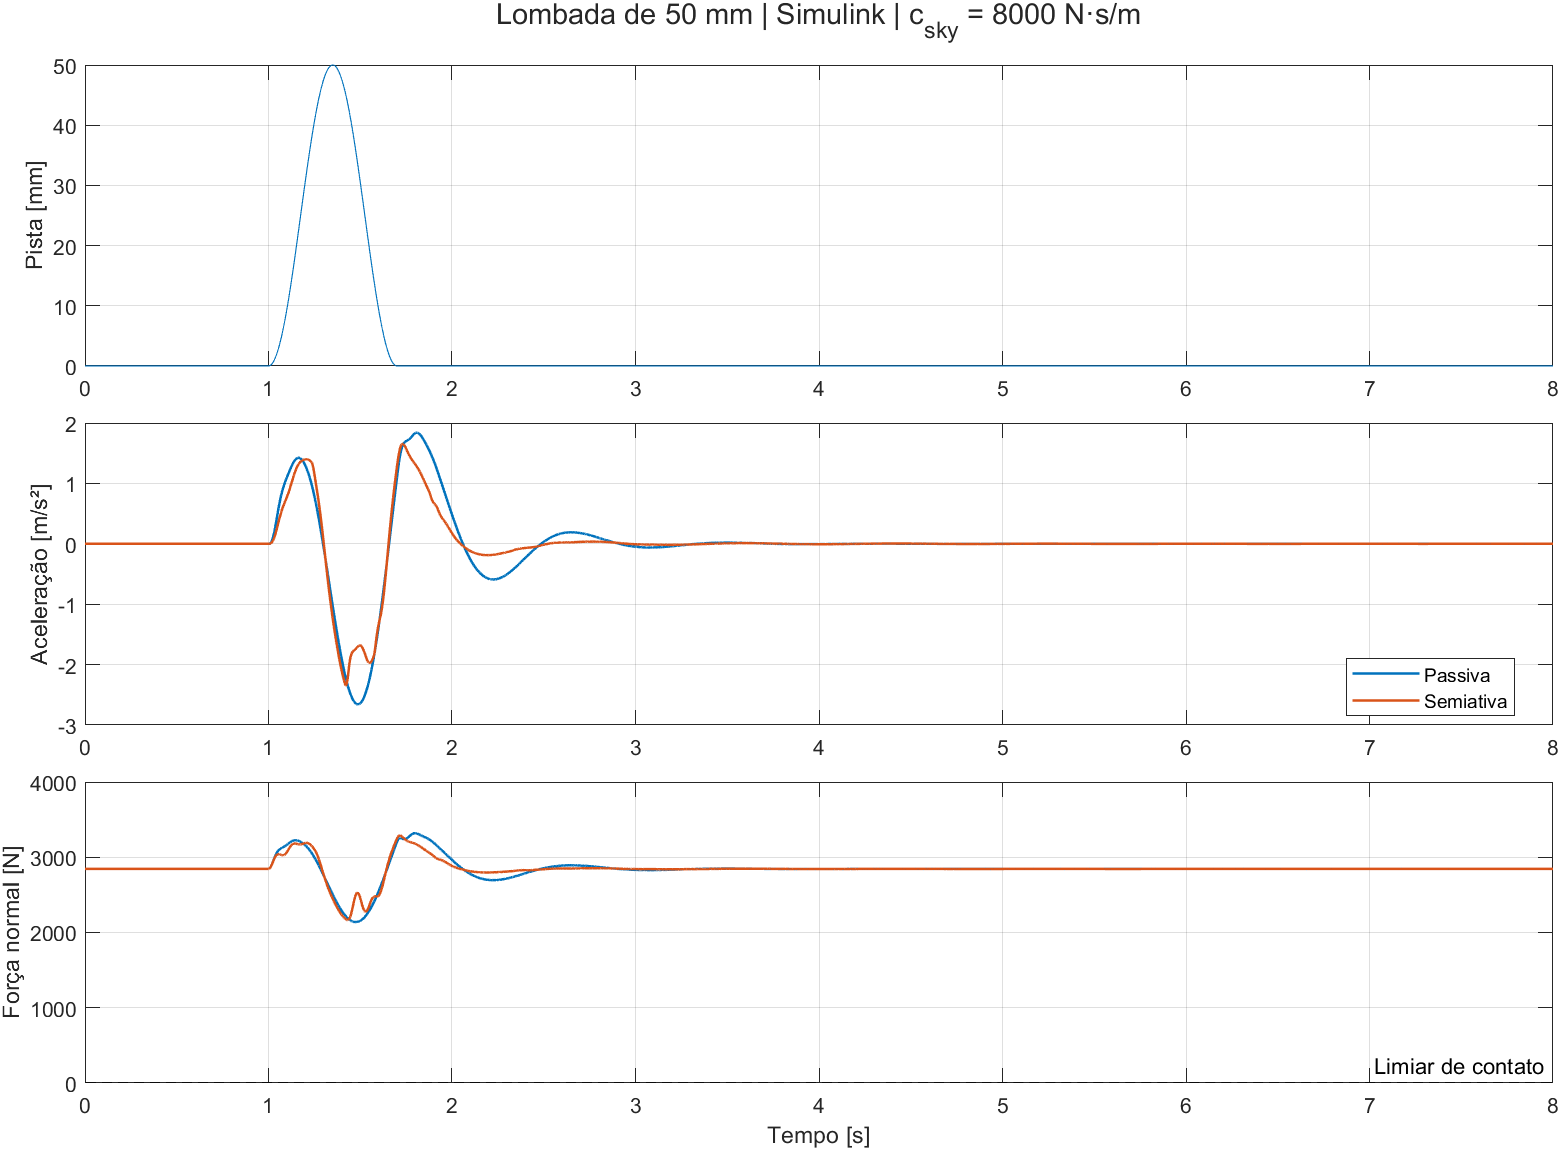 Lombada de 50 mm | Simulink | c_sky = 8000 N·s/m
Pista [mm]
50
40
30
20
10
0
0 1 2 3 4 5 6 7 8
Aceleração [m/s²]
2
1
0
-1
-2
-3
Passiva
Semiativa
0 1 2 3 4 5 6 7 8
Força normal [N]
4000
3000
2000
1000
0
Limiar de contato
0 1 2 3 4 5 6 7 8
Tempo [s]